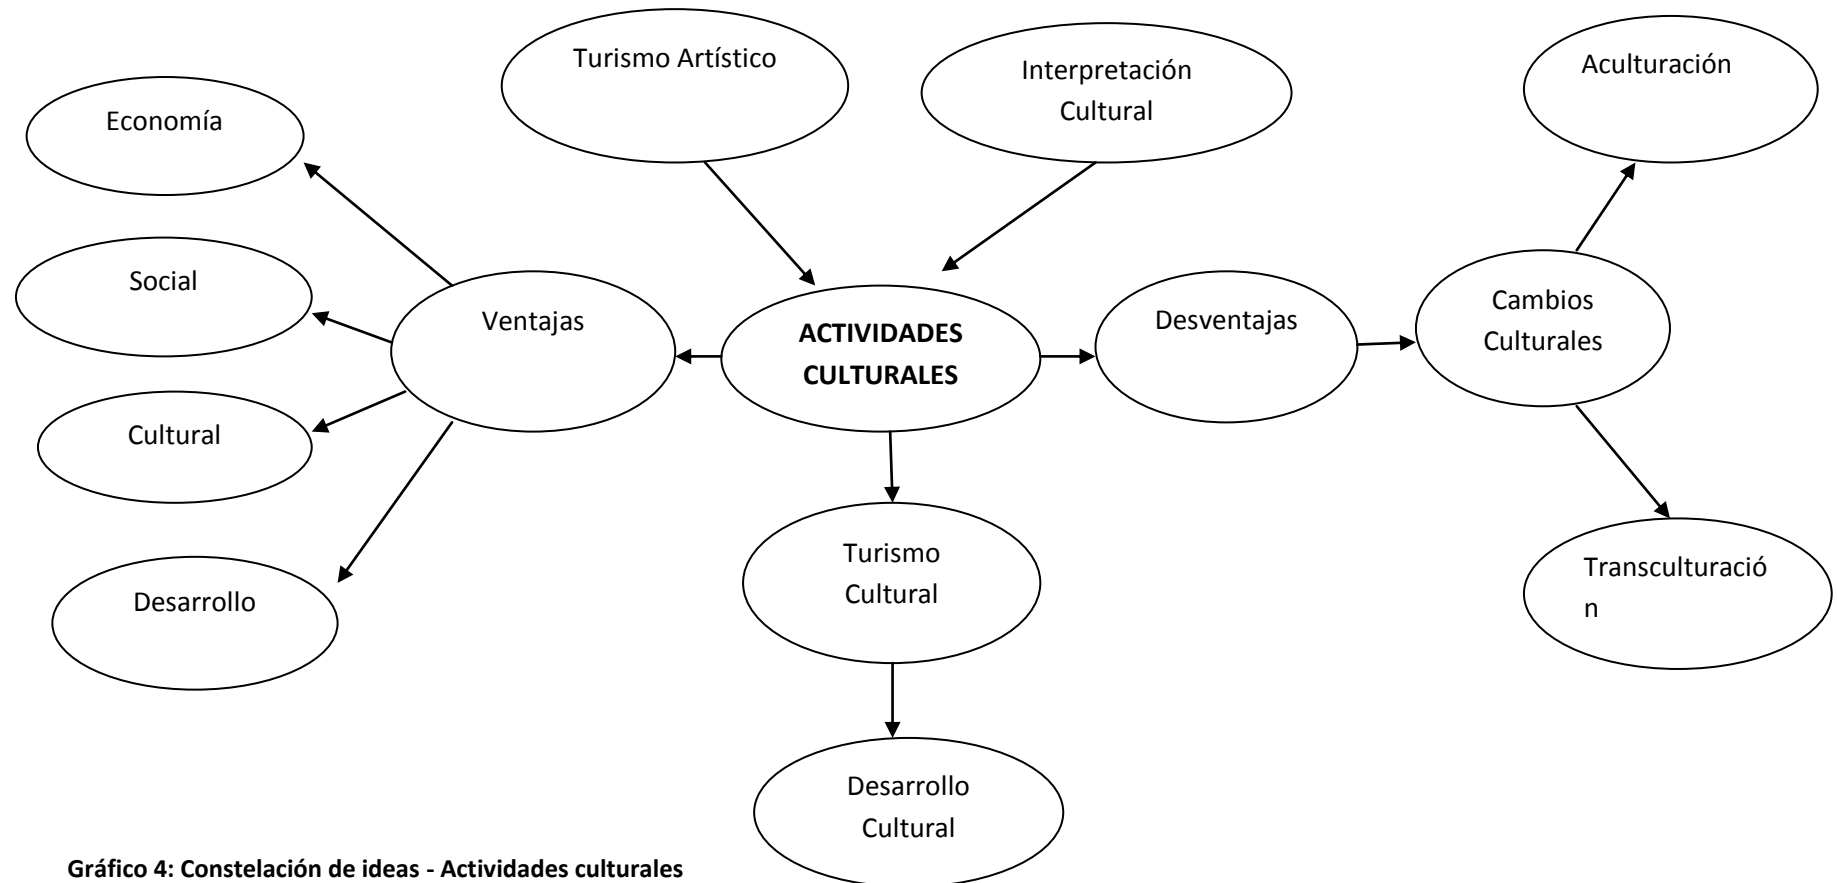 Turismo Artístico
Interpretación
Cultural
Aculturación
Economía
Social
Ventajas
ACTIVIDADES
CULTURALES
Desventajas
Cambios
Culturales
Cultural
Desarrollo
Turismo
Cultural
Transculturació
n
Desarrollo
Cultural
Gráfico 4: Constelación de ideas - Actividades culturales